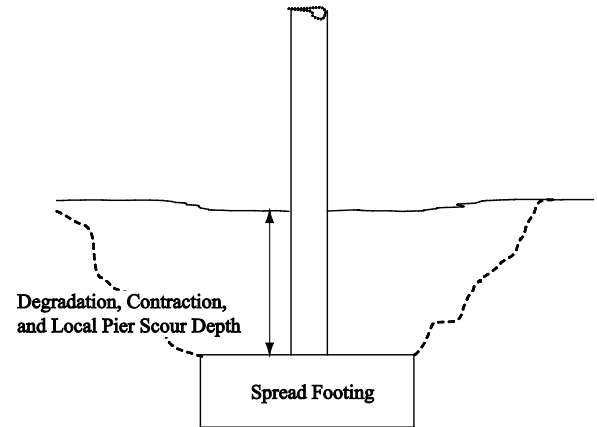 Degradation, Contraction,
and Local Pier Scour Depth
Spread Footing